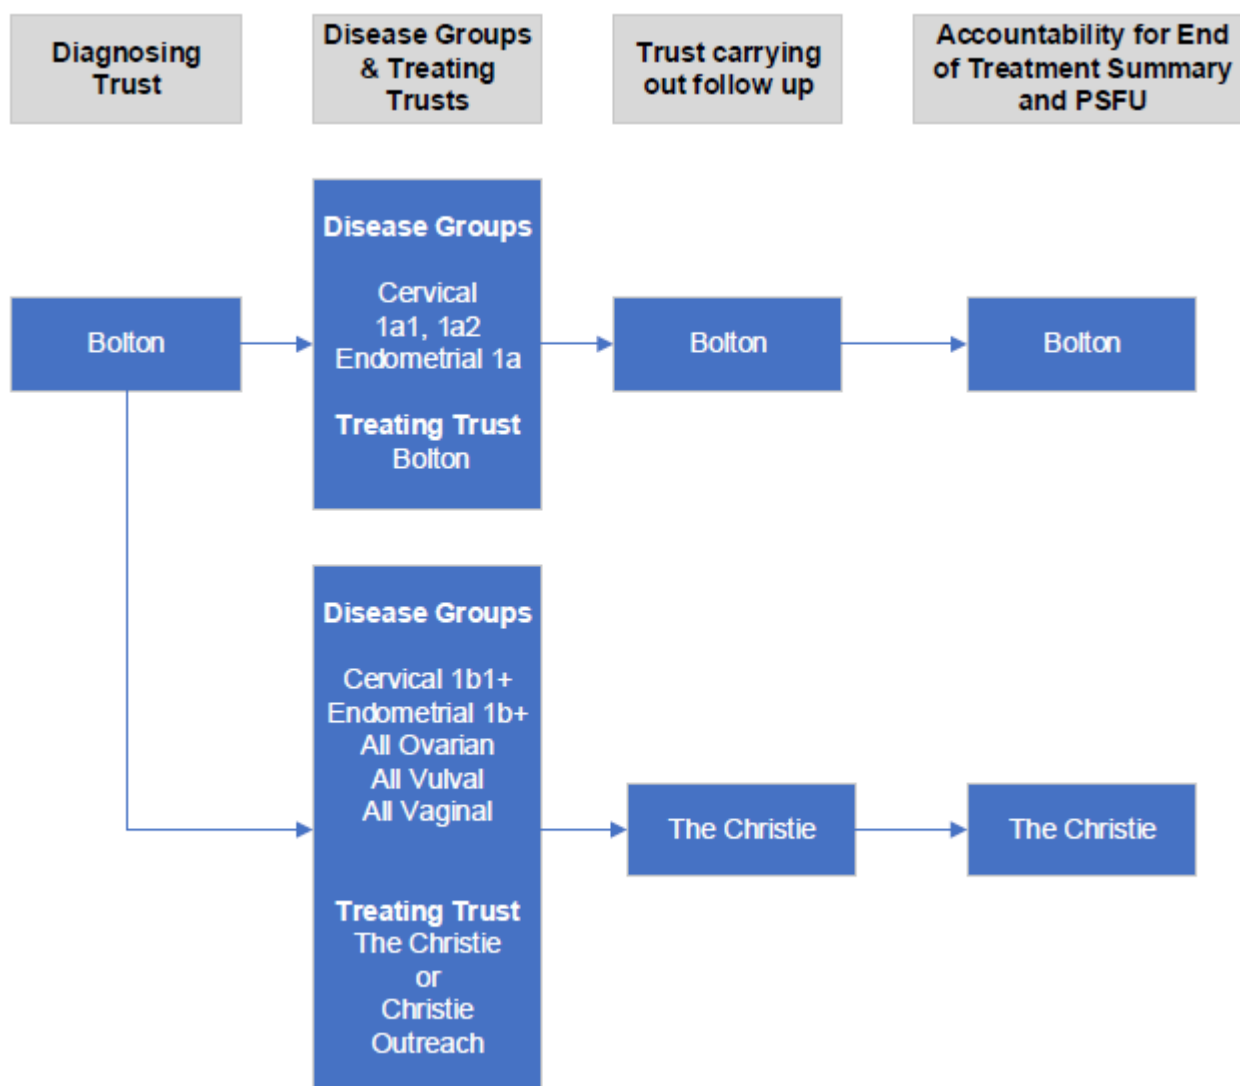 Diagnosing
Trust
Disease Groups
& Treating
Trusts
Trust carrying
out follow up
Accountability for End
of Treatment Summary
and PSFU
Bolton
Disease Groups
Cervical
1a1, 1a2
Endometrial 1a
Treating Trust
Bolton
Bolton
Bolton
Disease Groups
Cervical 1b1+
Endometrial 1b+
All Ovarian
All Vulval
All Vaginal
Treating Trust
The Christie
or
Christie
Outreach
The Christie
The Christie